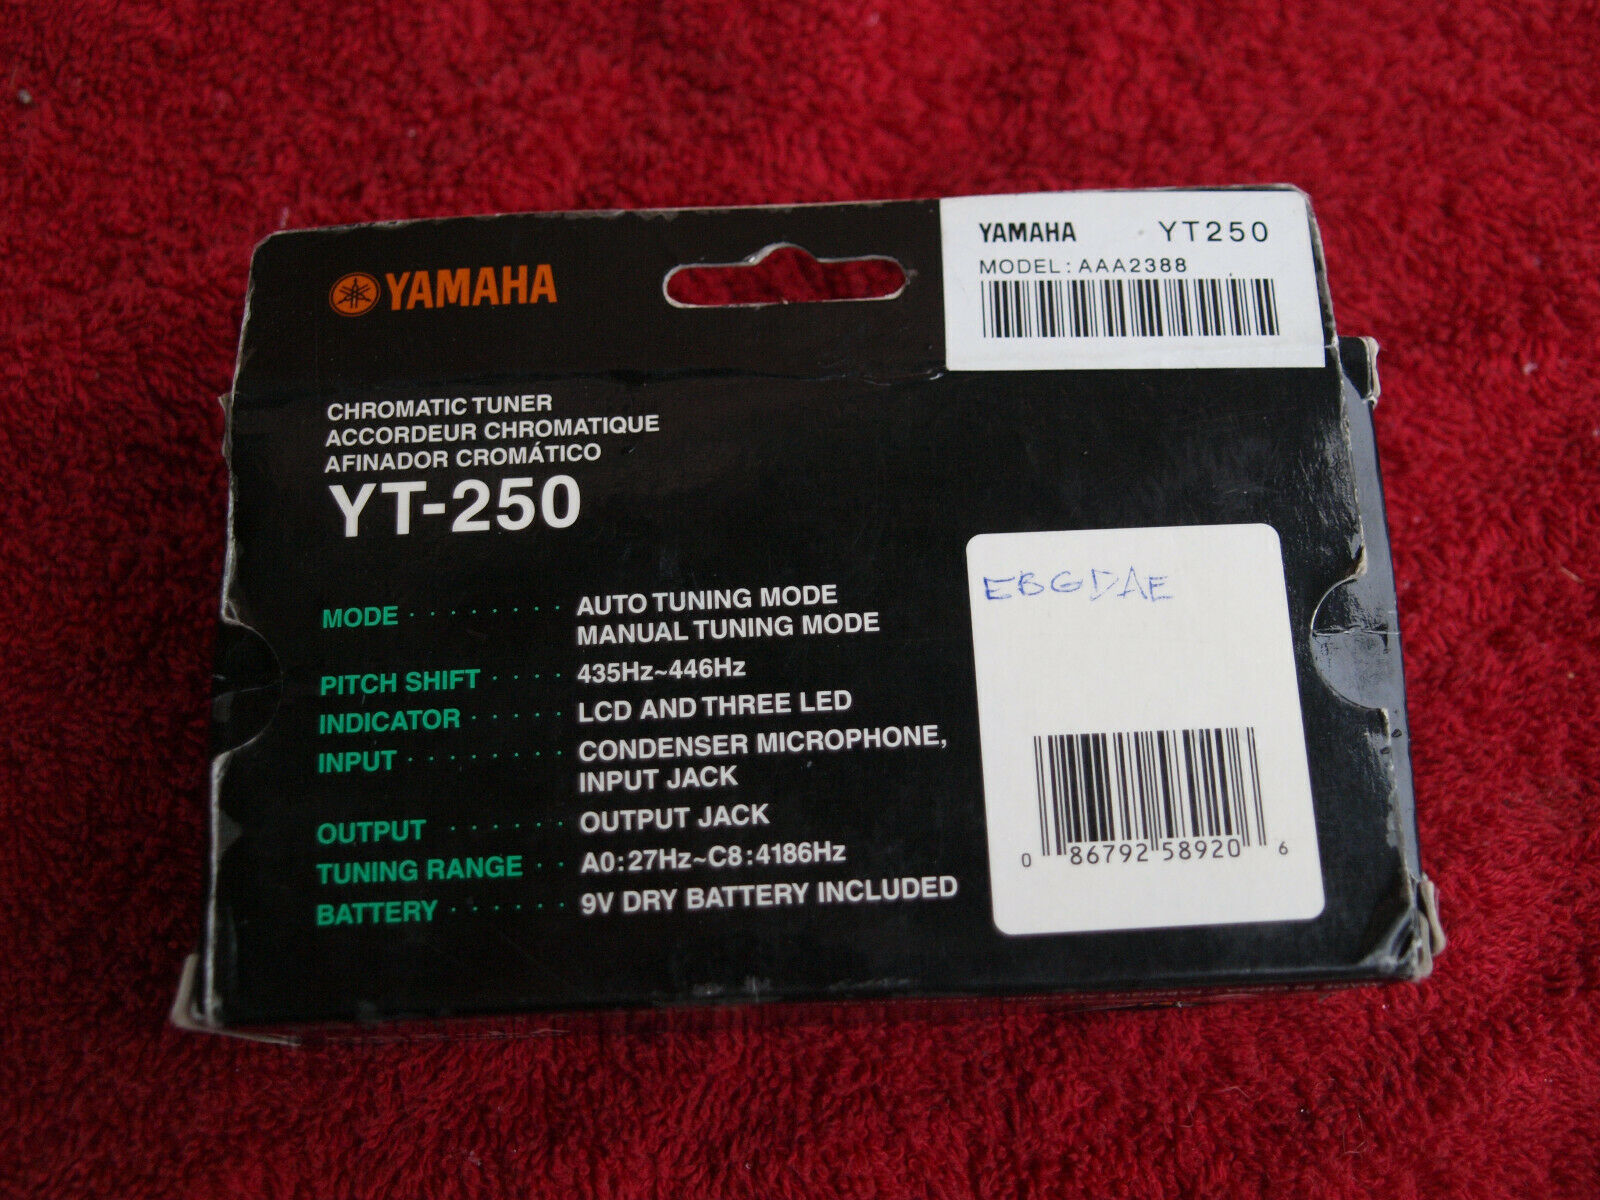 YAMAHA
YAMAHA YT250
MODEL: AAA2388
CHROMATIC TUNER
ACCORDEUR CHROMATIQUE
AFINADOR CROMÁTICO
YT-250
MODE ········ AUTO TUNING MODE
MANUAL TUNING MODE
PITCH SHIFT ···· 435Hz~446Hz
INDICATOR ····· LCD AND THREE LED
INPUT ········ CONDENSER MICROPHONE,
INPUT JACK
OUTPUT ······ OUTPUT JACK
TUNING RANGE ·· A0:27Hz~C8:4186Hz
BATTERY ······ 9V DRY BATTERY INCLUDED
EBGDAE
0 86792 58920 6